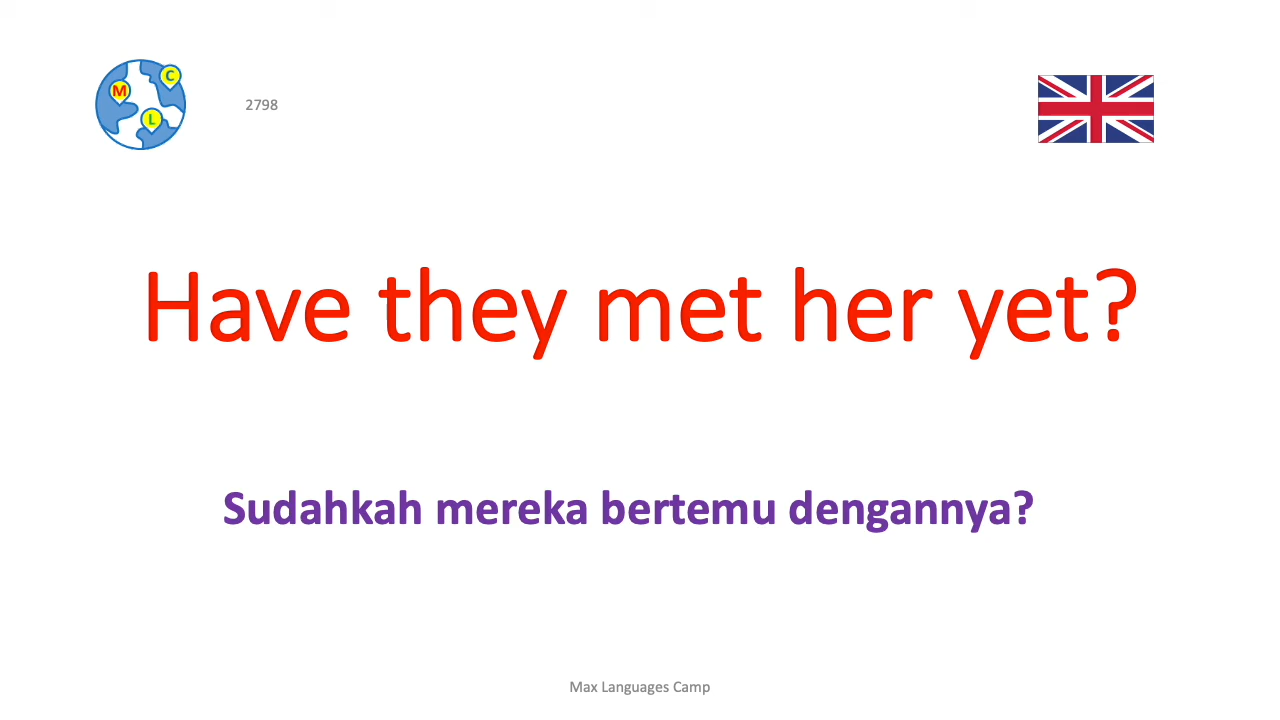 M
C
L
2798
Have they met her yet?
Sudahkah mereka bertemu dengannya?
Max Languages Camp